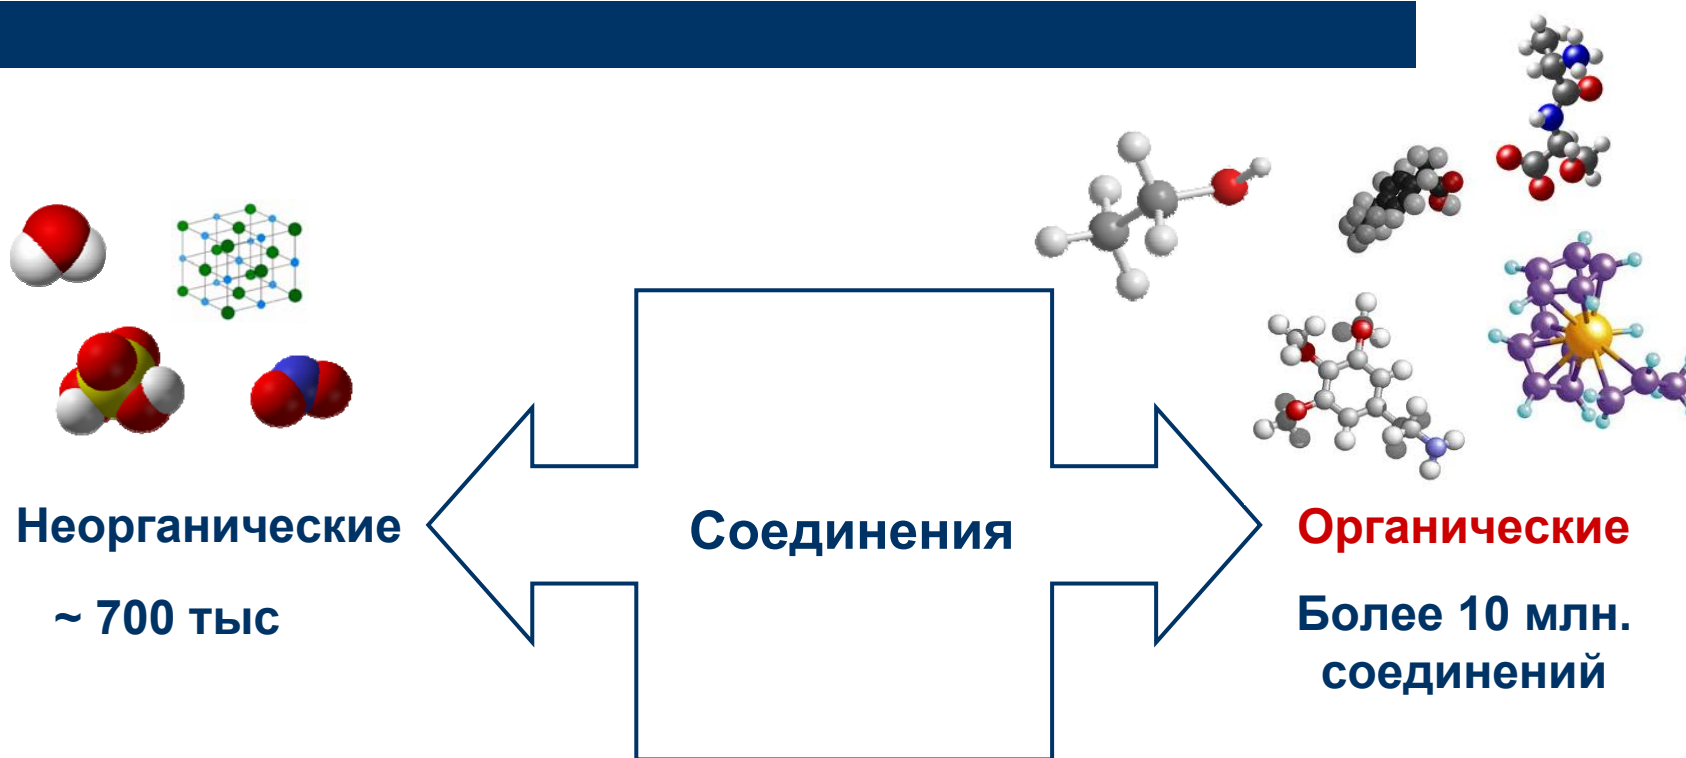 Неорганические
~ 700 тыс
Соединения
Органические
Более 10 млн.
соединений